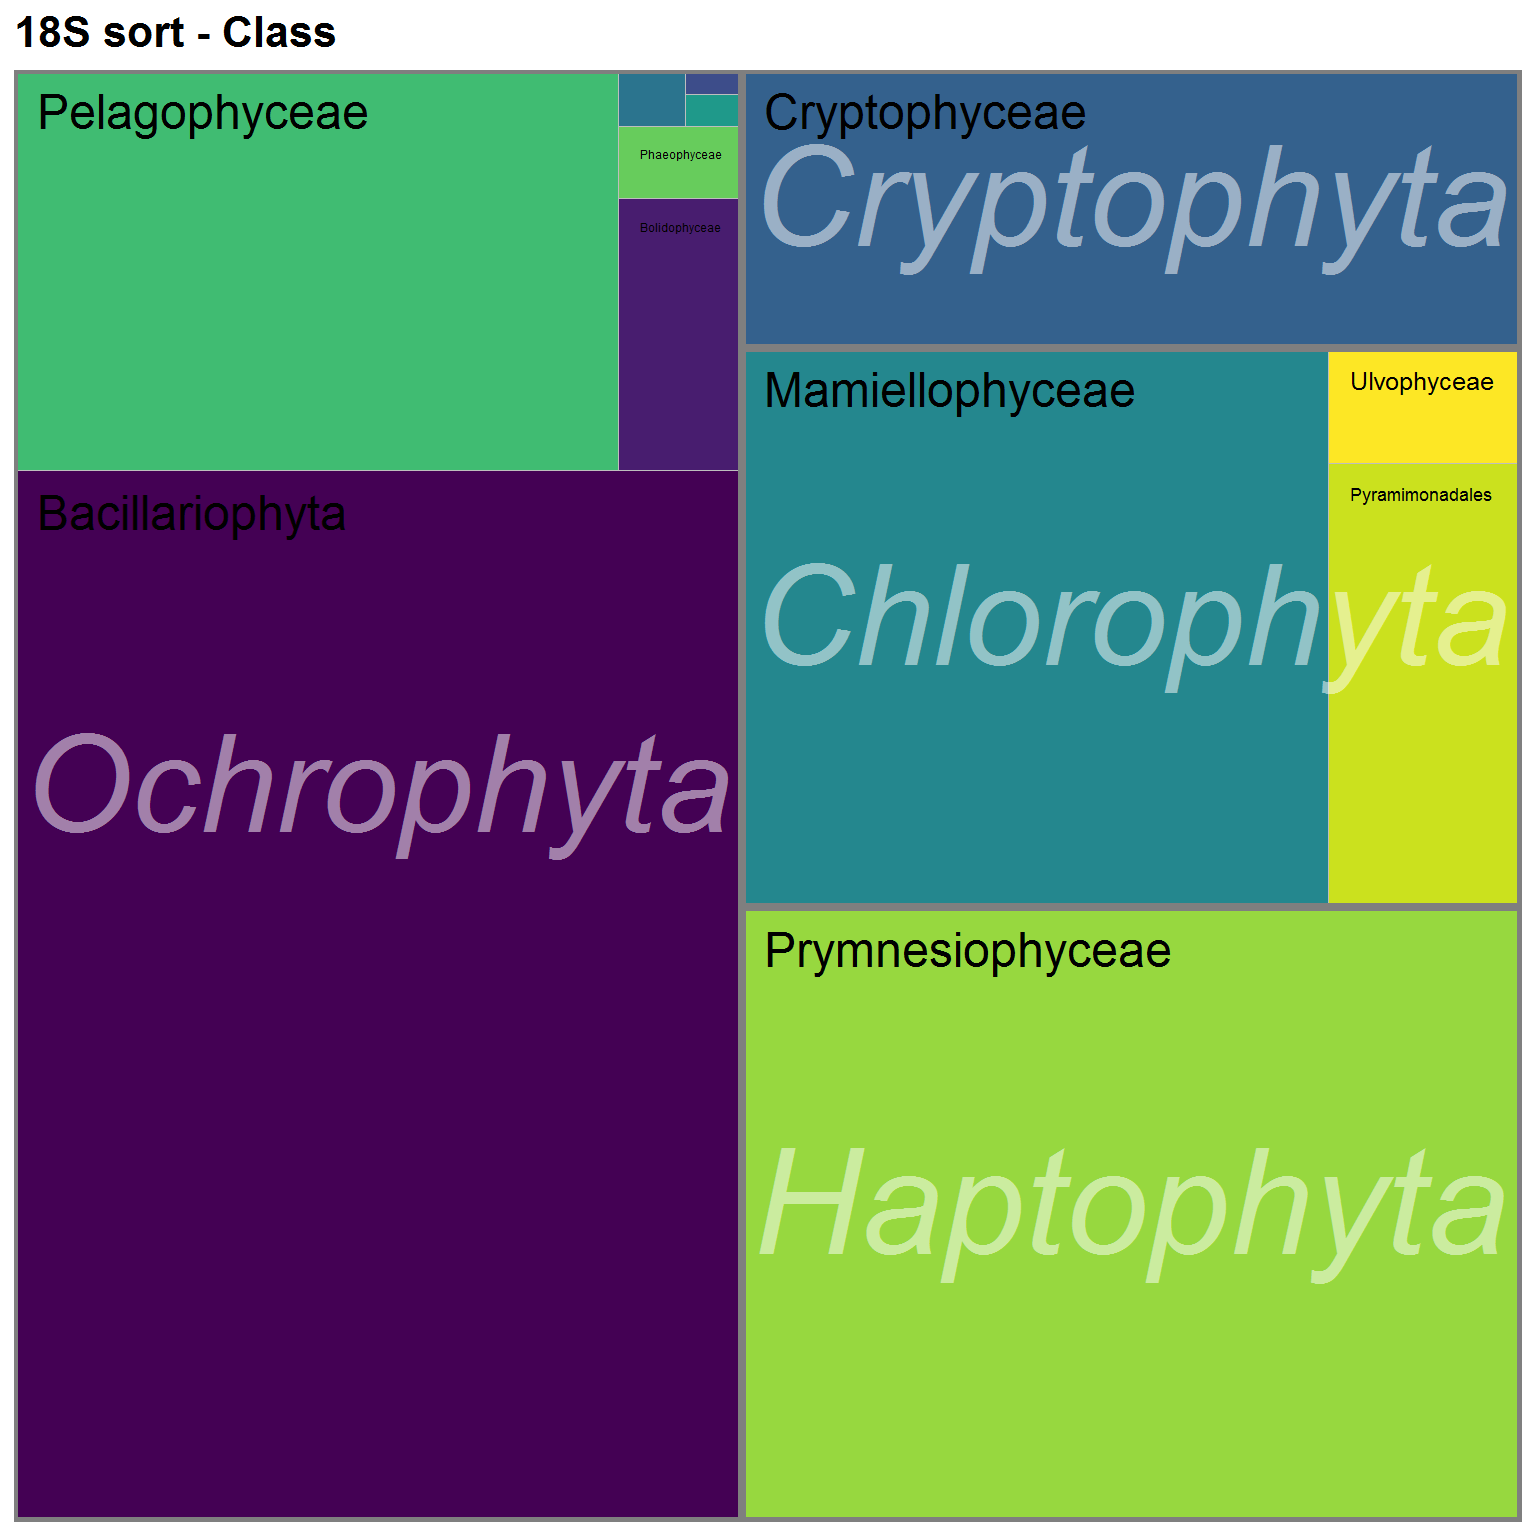 18S sort - Class
Pelagophyceae
Phaeophyceae
Bolidophyceae
Bacillariophyta
Ochrophyta
Cryptophyceae
Cryptophyta
Mamiellophyceae
Ulvophyceae
Pyramimonadales
Chlorophyta
Prymnesiophyceae
Haptophyta